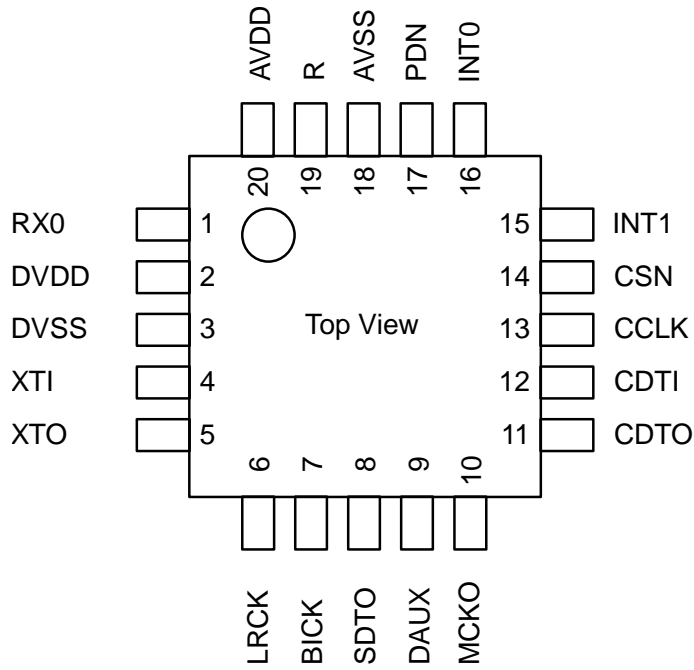 AVDD
R
AVSS
PDN
INT0
20
19
18
17
16
RX0 1
15 INT1
DVDD 2
14 CSN
DVSS 3
Top View
13 CCLK
XTI 4
12 CDTI
XTO 5
11 CDTO
6
7
8
9
10
LRCK
BICK
SDTO
DAUX
MCKO